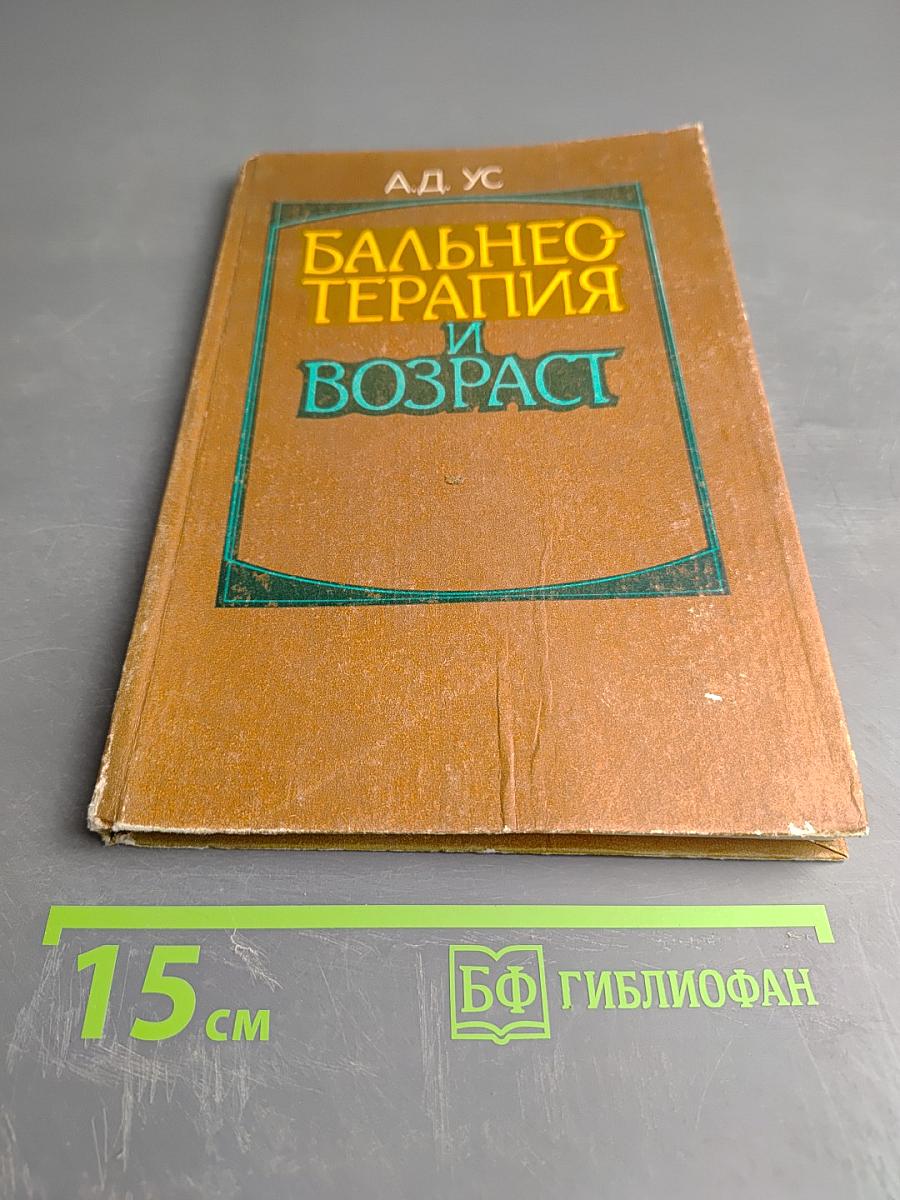 А.Д. УС
БАЛЬНЕО-
ТЕРАПИЯ
И
ВОЗРАСТ
15 см
БФ ГИБЛИОФАН